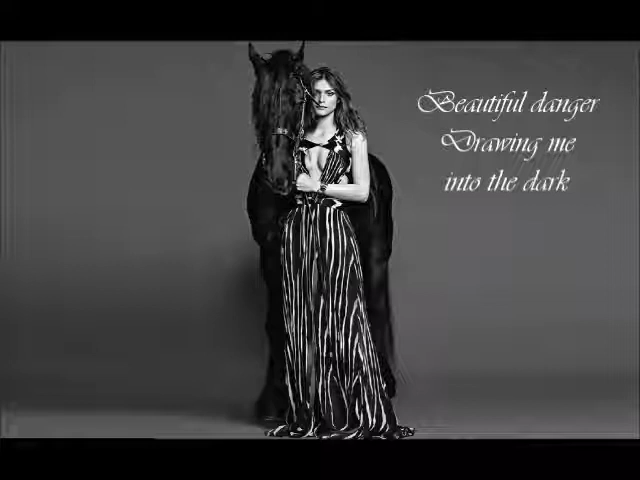 Beautiful danger
Drawing me
into the dark